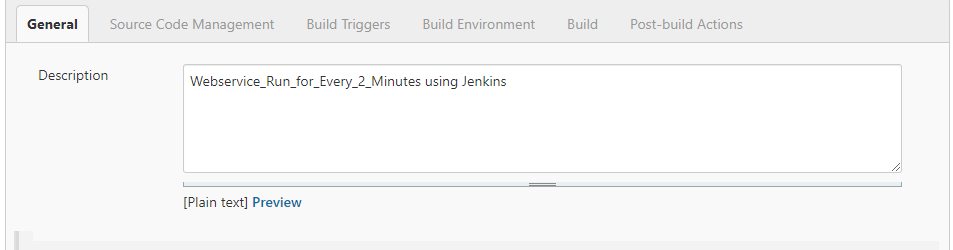 General Source Code Management Build Triggers Build Environment Build Post-build Actions
Description
Webservice_Run_for_Every_2_Minutes using Jenkins
[Plain text] Preview